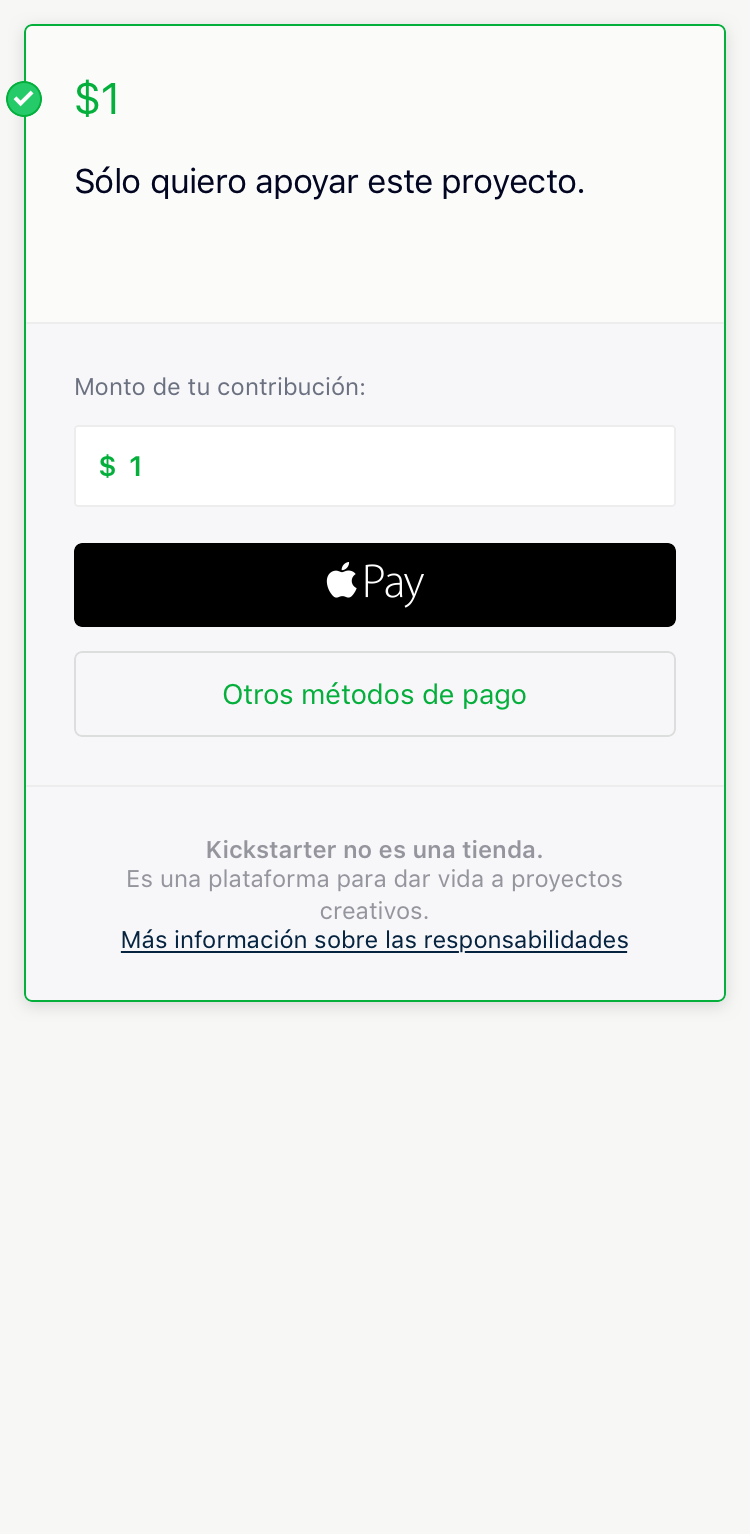 $1
Sólo quiero apoyar este proyecto.
Monto de tu contribución:
$ 1
Pay
Otros métodos de pago
Kickstarter no es una tienda.
Es una plataforma para dar vida a proyectos
creativos.
Más información sobre las responsabilidades